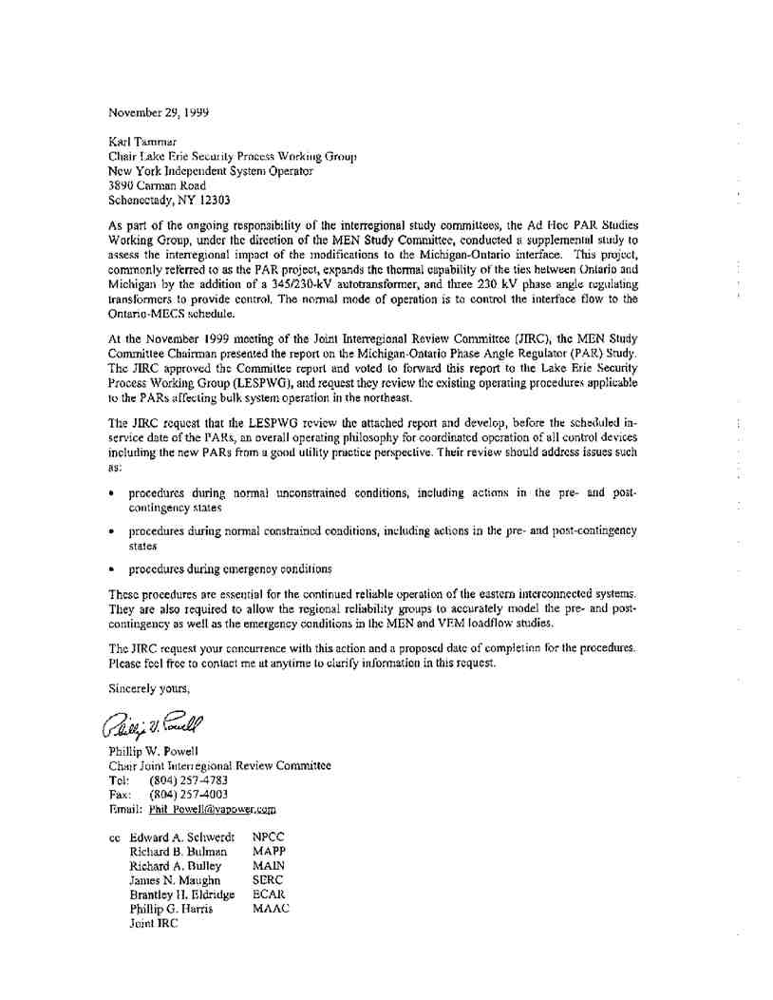 November 29, 1999
Karl Tammar
Chair Lake Erie Security Process Working Group
New York Independent System Operator
3890 Carman Road
Schenectady, NY 12303
As part of the ongoing responsibility of the interregional study committees, the Ad Hoc PAR Studies
Working Group, under the direction of the MEN Study Committee, conducted a supplemental study to
assess the interregional impact of the modifications to the Michigan-Ontario interface. This project,
commonly referred to as the PAR project, expands the thermal capability of the ties between Ontario and
Michigan by the addition of a 345/230-kV autotransformer, and three 230 kV phase angle regulating
transformers to provide control. The normal mode of operation is to control the interface flow to the
Ontario-MECS schedule.
At the November 1999 meeting of the Joint Interregional Review Committee (JIRC), the MEN Study
Committee Chairman presented the report on the Michigan-Ontario Phase Angle Regulator (PAR) Study.
The JIRC approved the Committee report and voted to forward this report to the Lake Erie Security
Process Working Group (LESPWG), and request they review the existing operating procedures applicable
to the PARs affecting bulk system operation in the northeast.
The JIRC request that the LESPWG review the attached report and develop, before the scheduled in-
service date of the PARs, an overall operating philosophy for coordinated operation of all control devices
including the new PARs from a good utility practice perspective. Their review should address issues such
as:
• procedures during normal unconstrained conditions, including actions in the pre- and post-
contingency states
• procedures during normal constrained conditions, including actions in the pre- and post-contingency
states
• procedures during emergency conditions
These procedures are essential for the continued reliable operation of the eastern interconnected systems.
They are also required to allow the regional reliability groups to accurately model the pre- and post-
contingency as well as the emergency conditions in the MEN and VEM loadflow studies.
The JIRC request your concurrence with this action and a proposed date of completion for the procedures.
Please feel free to contact me at anytime to clarify information in this request.
Sincerely yours,
Phillip W. Powell
Phillip W. Powell
Chair Joint Interregional Review Committee
Tel: (804) 257-4783
Fax: (804) 257-4003
Email: Phil_Powell@vapower.com
cc Edward A. Schwerdt NPCC
Richard B. Bulman MAPP
Richard A. Bulley MAIN
James N. Maughn SERC
Brantley H. Eldridge ECAR
Phillip G. Harris MAAC
Joint IRC